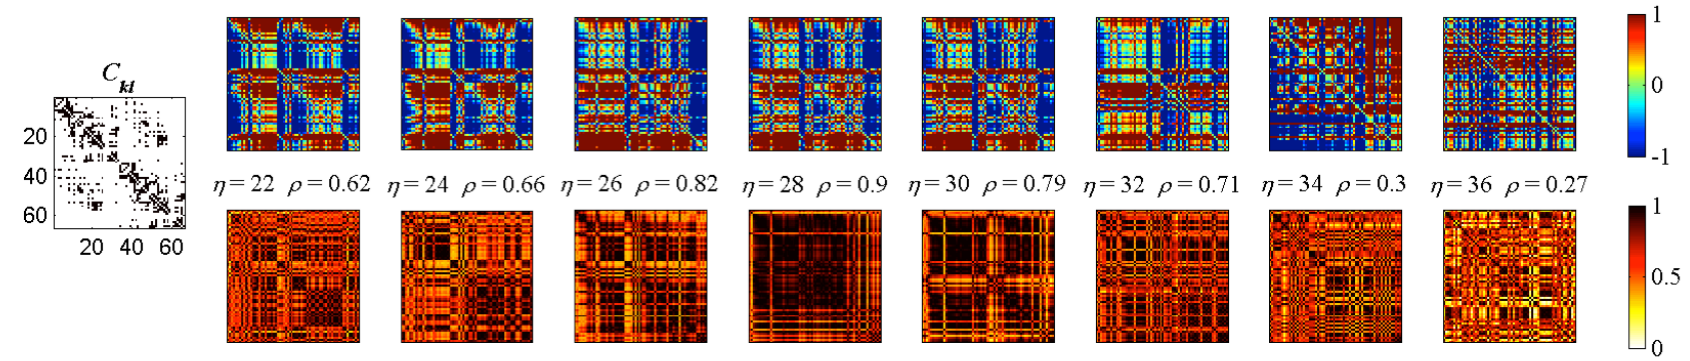 C_kl
20
40
60
20 40 60
η = 22 ρ = 0.62
η = 24 ρ = 0.66
η = 26 ρ = 0.82
η = 28 ρ = 0.9
η = 30 ρ = 0.79
η = 32 ρ = 0.71
η = 34 ρ = 0.3
η = 36 ρ = 0.27
1
0
-1
1
0.5
0